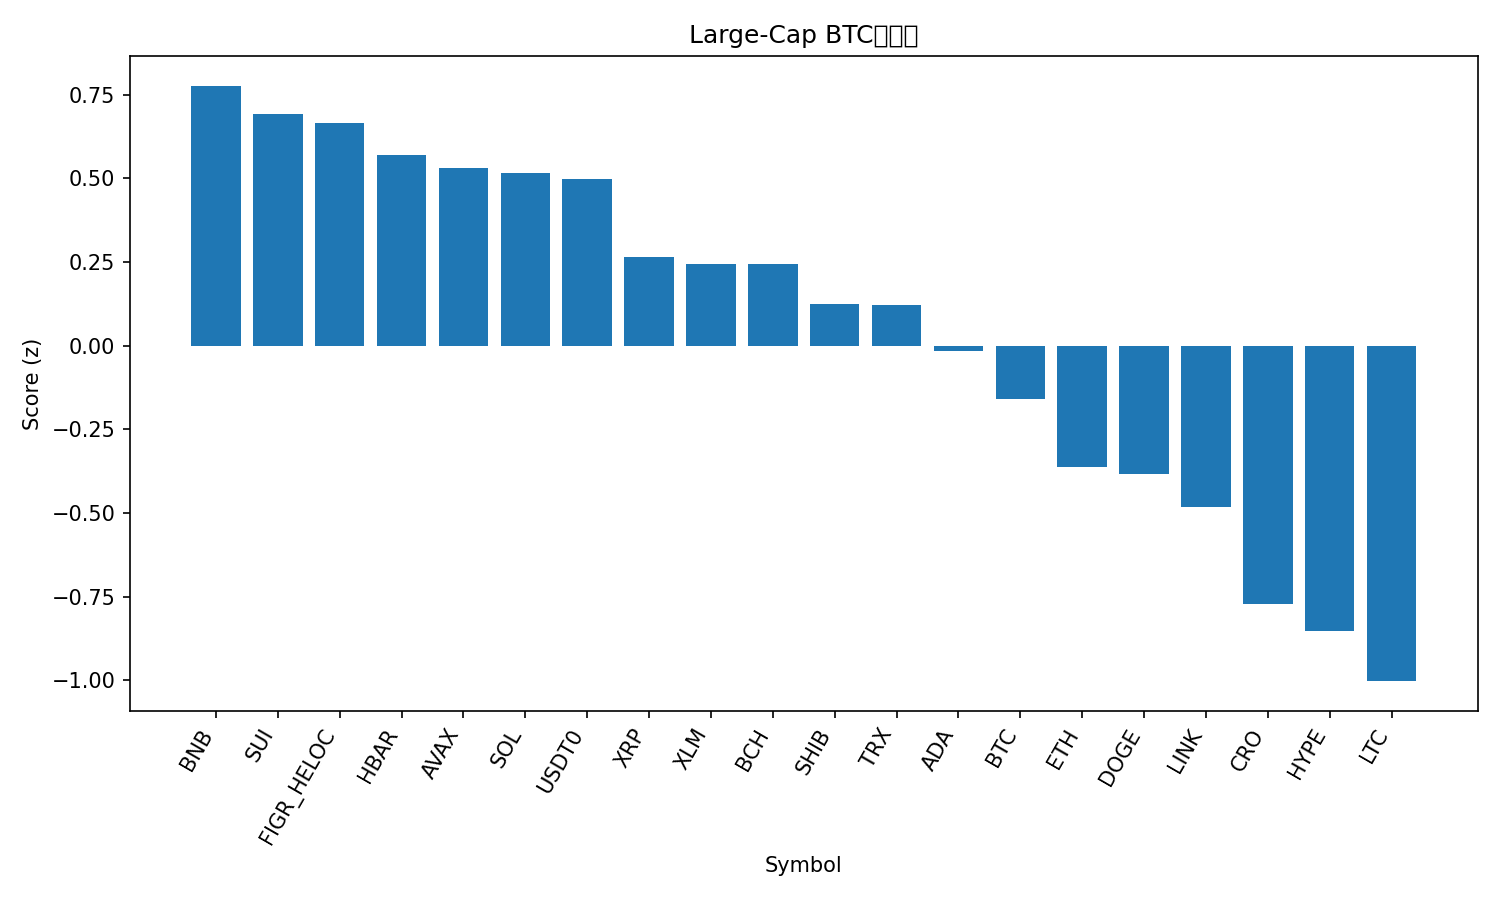 Large-Cap BTC
0.75
0.50
0.25
0.00
−0.25
−0.50
−0.75
−1.00
Score (z)
BNB
SUI
FIGR_HELOC
HBAR
AVAX
SOL
USDT0
XRP
XLM
BCH
SHIB
TRX
ADA
BTC
ETH
DOGE
LINK
CRO
HYPE
LTC
Symbol